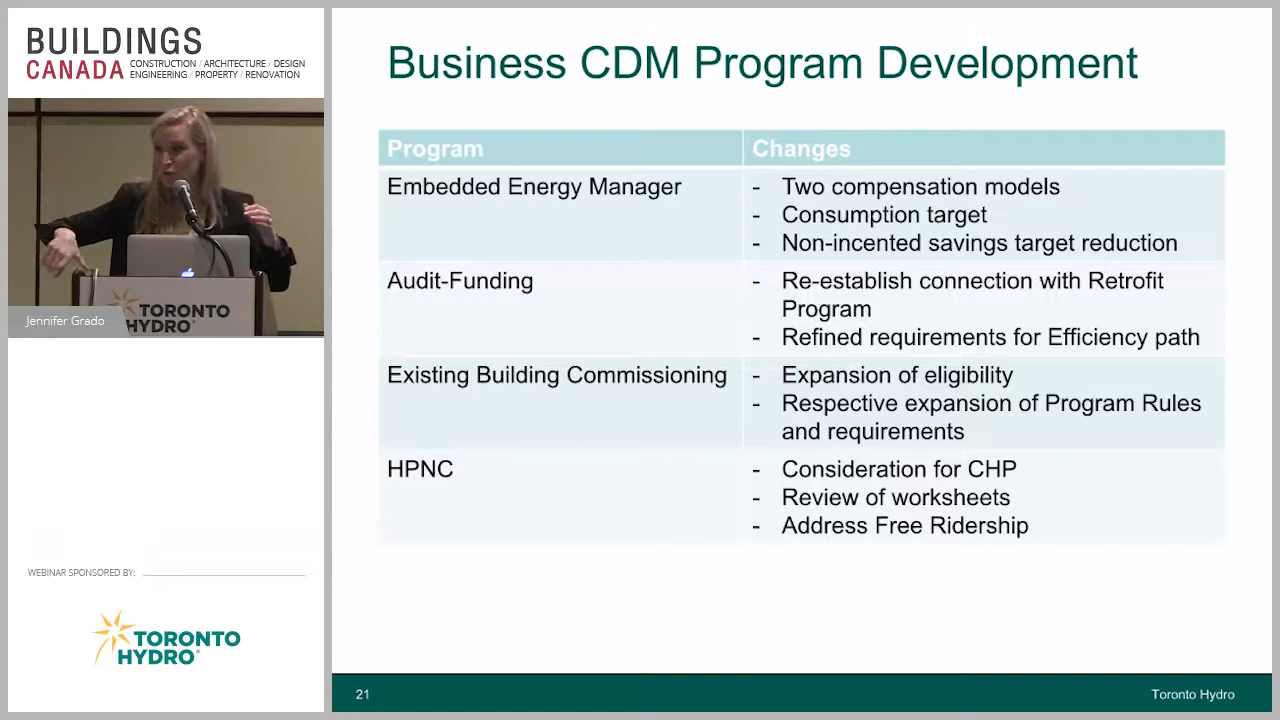 BUILDINGS
CANADA
CONSTRUCTION / ARCHITECTURE / DESIGN
ENGINEERING / PROPERTY / RENOVATION
TORONTO
HYDRO
Jennifer Grado
WEBINAR SPONSORED BY:
TORONTO
HYDRO
Business CDM Program Development
Program Changes
Embedded Energy Manager - Two compensation models
- Consumption target
- Non-incented savings target reduction
Audit-Funding - Re-establish connection with Retrofit
Program
- Refined requirements for Efficiency path
Existing Building Commissioning - Expansion of eligibility
- Respective expansion of Program Rules
and requirements
HPNC - Consideration for CHP
- Review of worksheets
- Address Free Ridership
21 Toronto Hydro